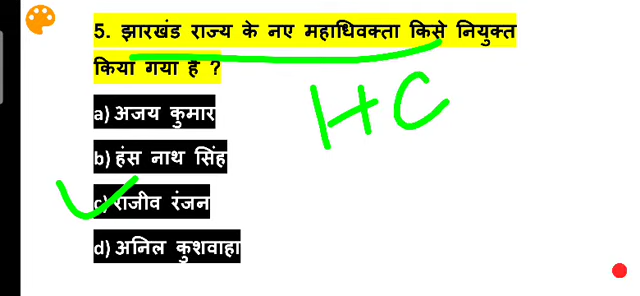 5. झारखंड राज्य के नए महाधिवक्ता किसे नियुक्त
किया गया है ?
HC
a) अजय कुमार
b) हंस नाथ सिंह
c) राजीव रंजन
d) अनिल कुशवाहा